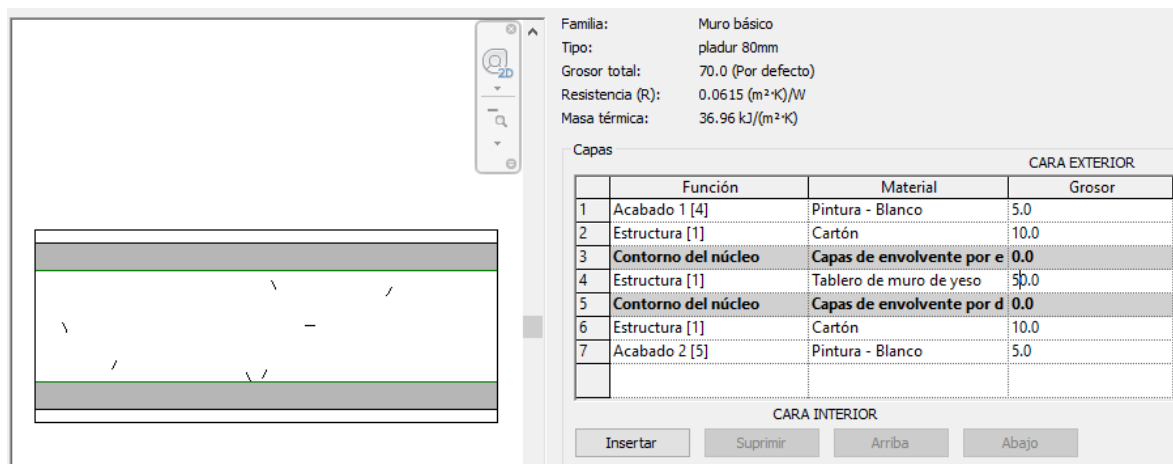 2D
Familia: Muro básico
Tipo: pladur 80mm
Grosor total: 70.0 (Por defecto)
Resistencia (R): 0.0615 (m²·K)/W
Masa térmica: 36.96 kJ/(m²·K)
Capas
CARA EXTERIOR
Función Material Grosor
1 Acabado 1 [4] Pintura - Blanco 5.0
2 Estructura [1] Cartón 10.0
3 Contorno del núcleo Capas de envolvente por e 0.0
4 Estructura [1] Tablero de muro de yeso 50.0
5 Contorno del núcleo Capas de envolvente por d 0.0
6 Estructura [1] Cartón 10.0
7 Acabado 2 [5] Pintura - Blanco 5.0
CARA INTERIOR
Insertar Suprimir Arriba Abajo